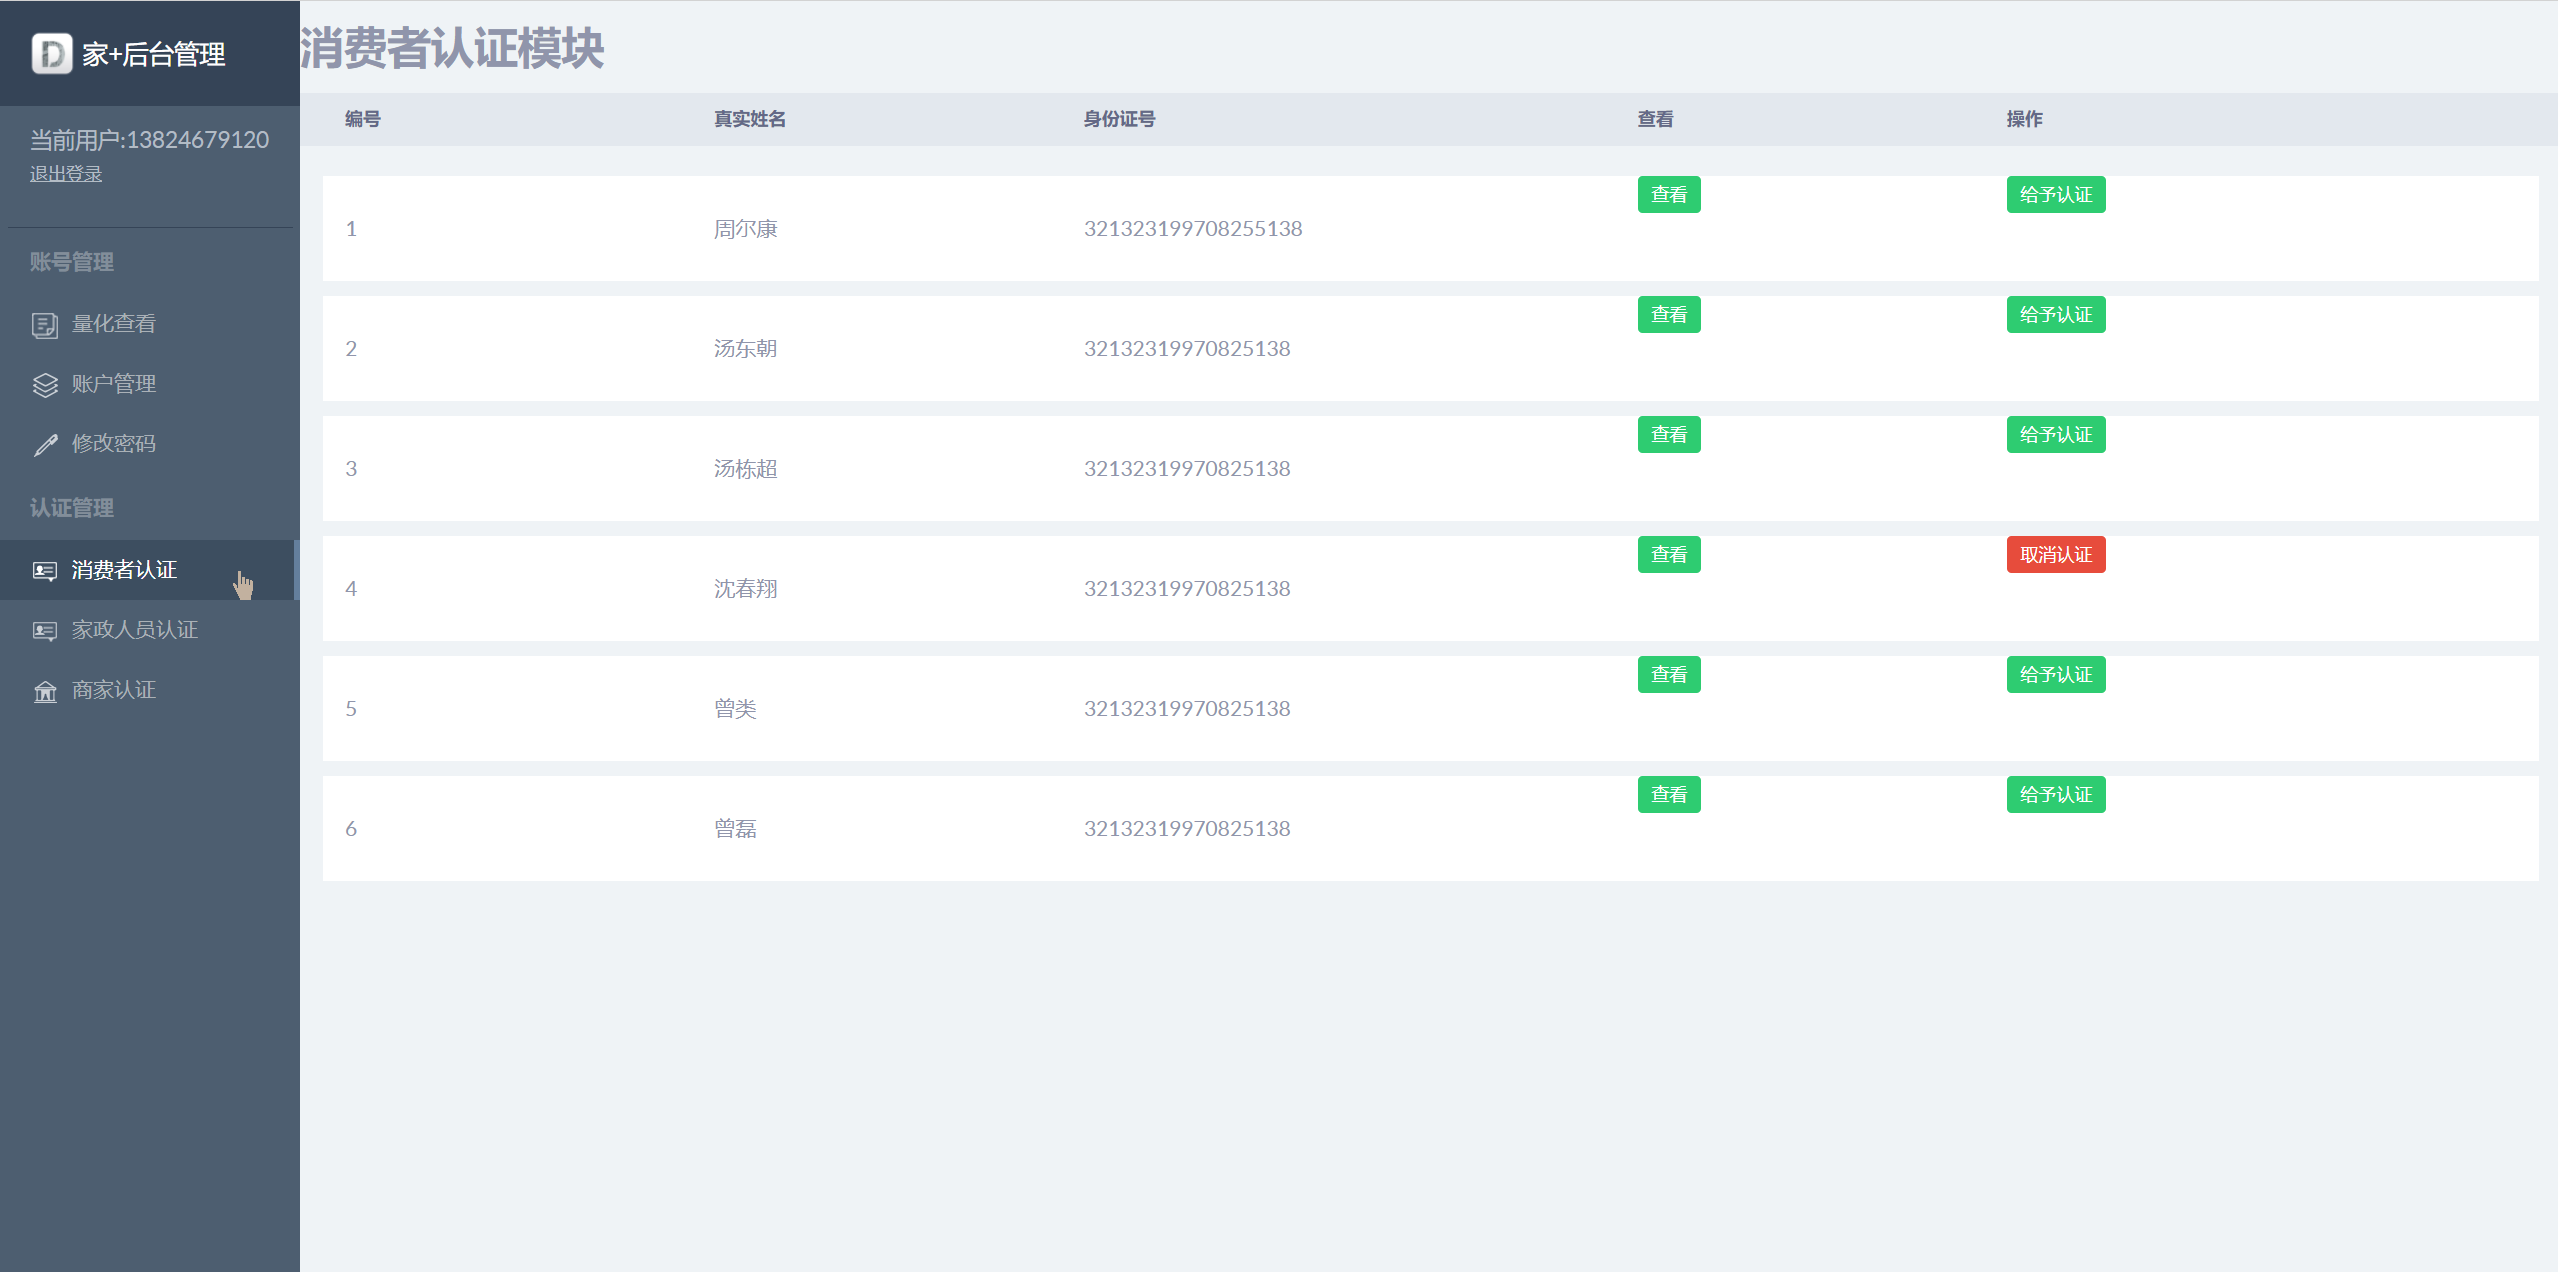 家+后台管理
当前用户:13824679120
退出登录
账号管理
量化查看
账户管理
修改密码
认证管理
消费者认证
家政人员认证
商家认证
消费者认证模块
编号 真实姓名 身份证号 查看 操作
1 周尔康 321323199708255138 查看 给予认证
2 汤东朝 32132319970825138 查看 给予认证
3 汤栋超 32132319970825138 查看 给予认证
4 沈春翔 32132319970825138 查看 取消认证
5 曾类 32132319970825138 查看 给予认证
6 曾磊 32132319970825138 查看 给予认证